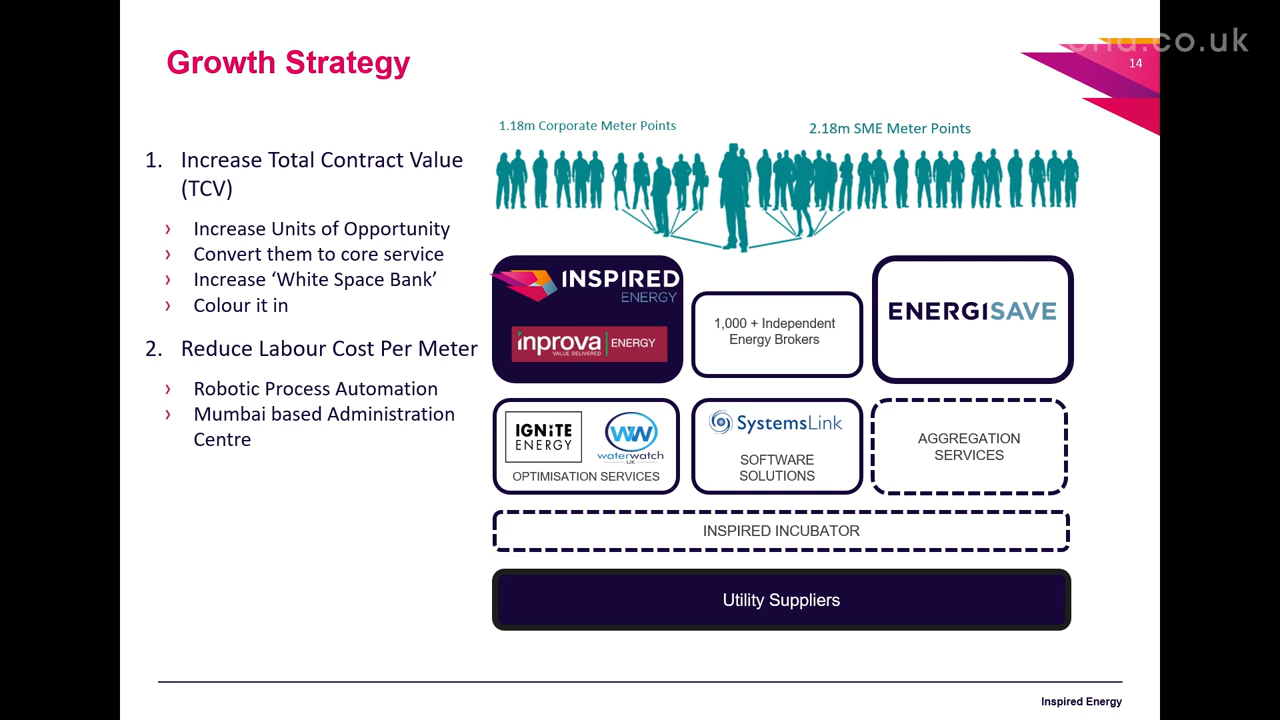 Growth Strategy
.co.uk
14
1. Increase Total Contract Value
(TCV)
› Increase Units of Opportunity
› Convert them to core service
› Increase ‘White Space Bank’
› Colour it in
2. Reduce Labour Cost Per Meter
› Robotic Process Automation
› Mumbai based Administration
Centre
1.18m Corporate Meter Points
2.18m SME Meter Points
INSPIRED
ENERGY
inprova ENERGY
VALUE DELIVERED
1,000 + Independent
Energy Brokers
ENERGISAVE
IGNITE
ENERGY
waterwatch
UK
OPTIMISATION SERVICES
SystemsLink
SOFTWARE
SOLUTIONS
AGGREGATION
SERVICES
INSPIRED INCUBATOR
Utility Suppliers
Inspired Energy